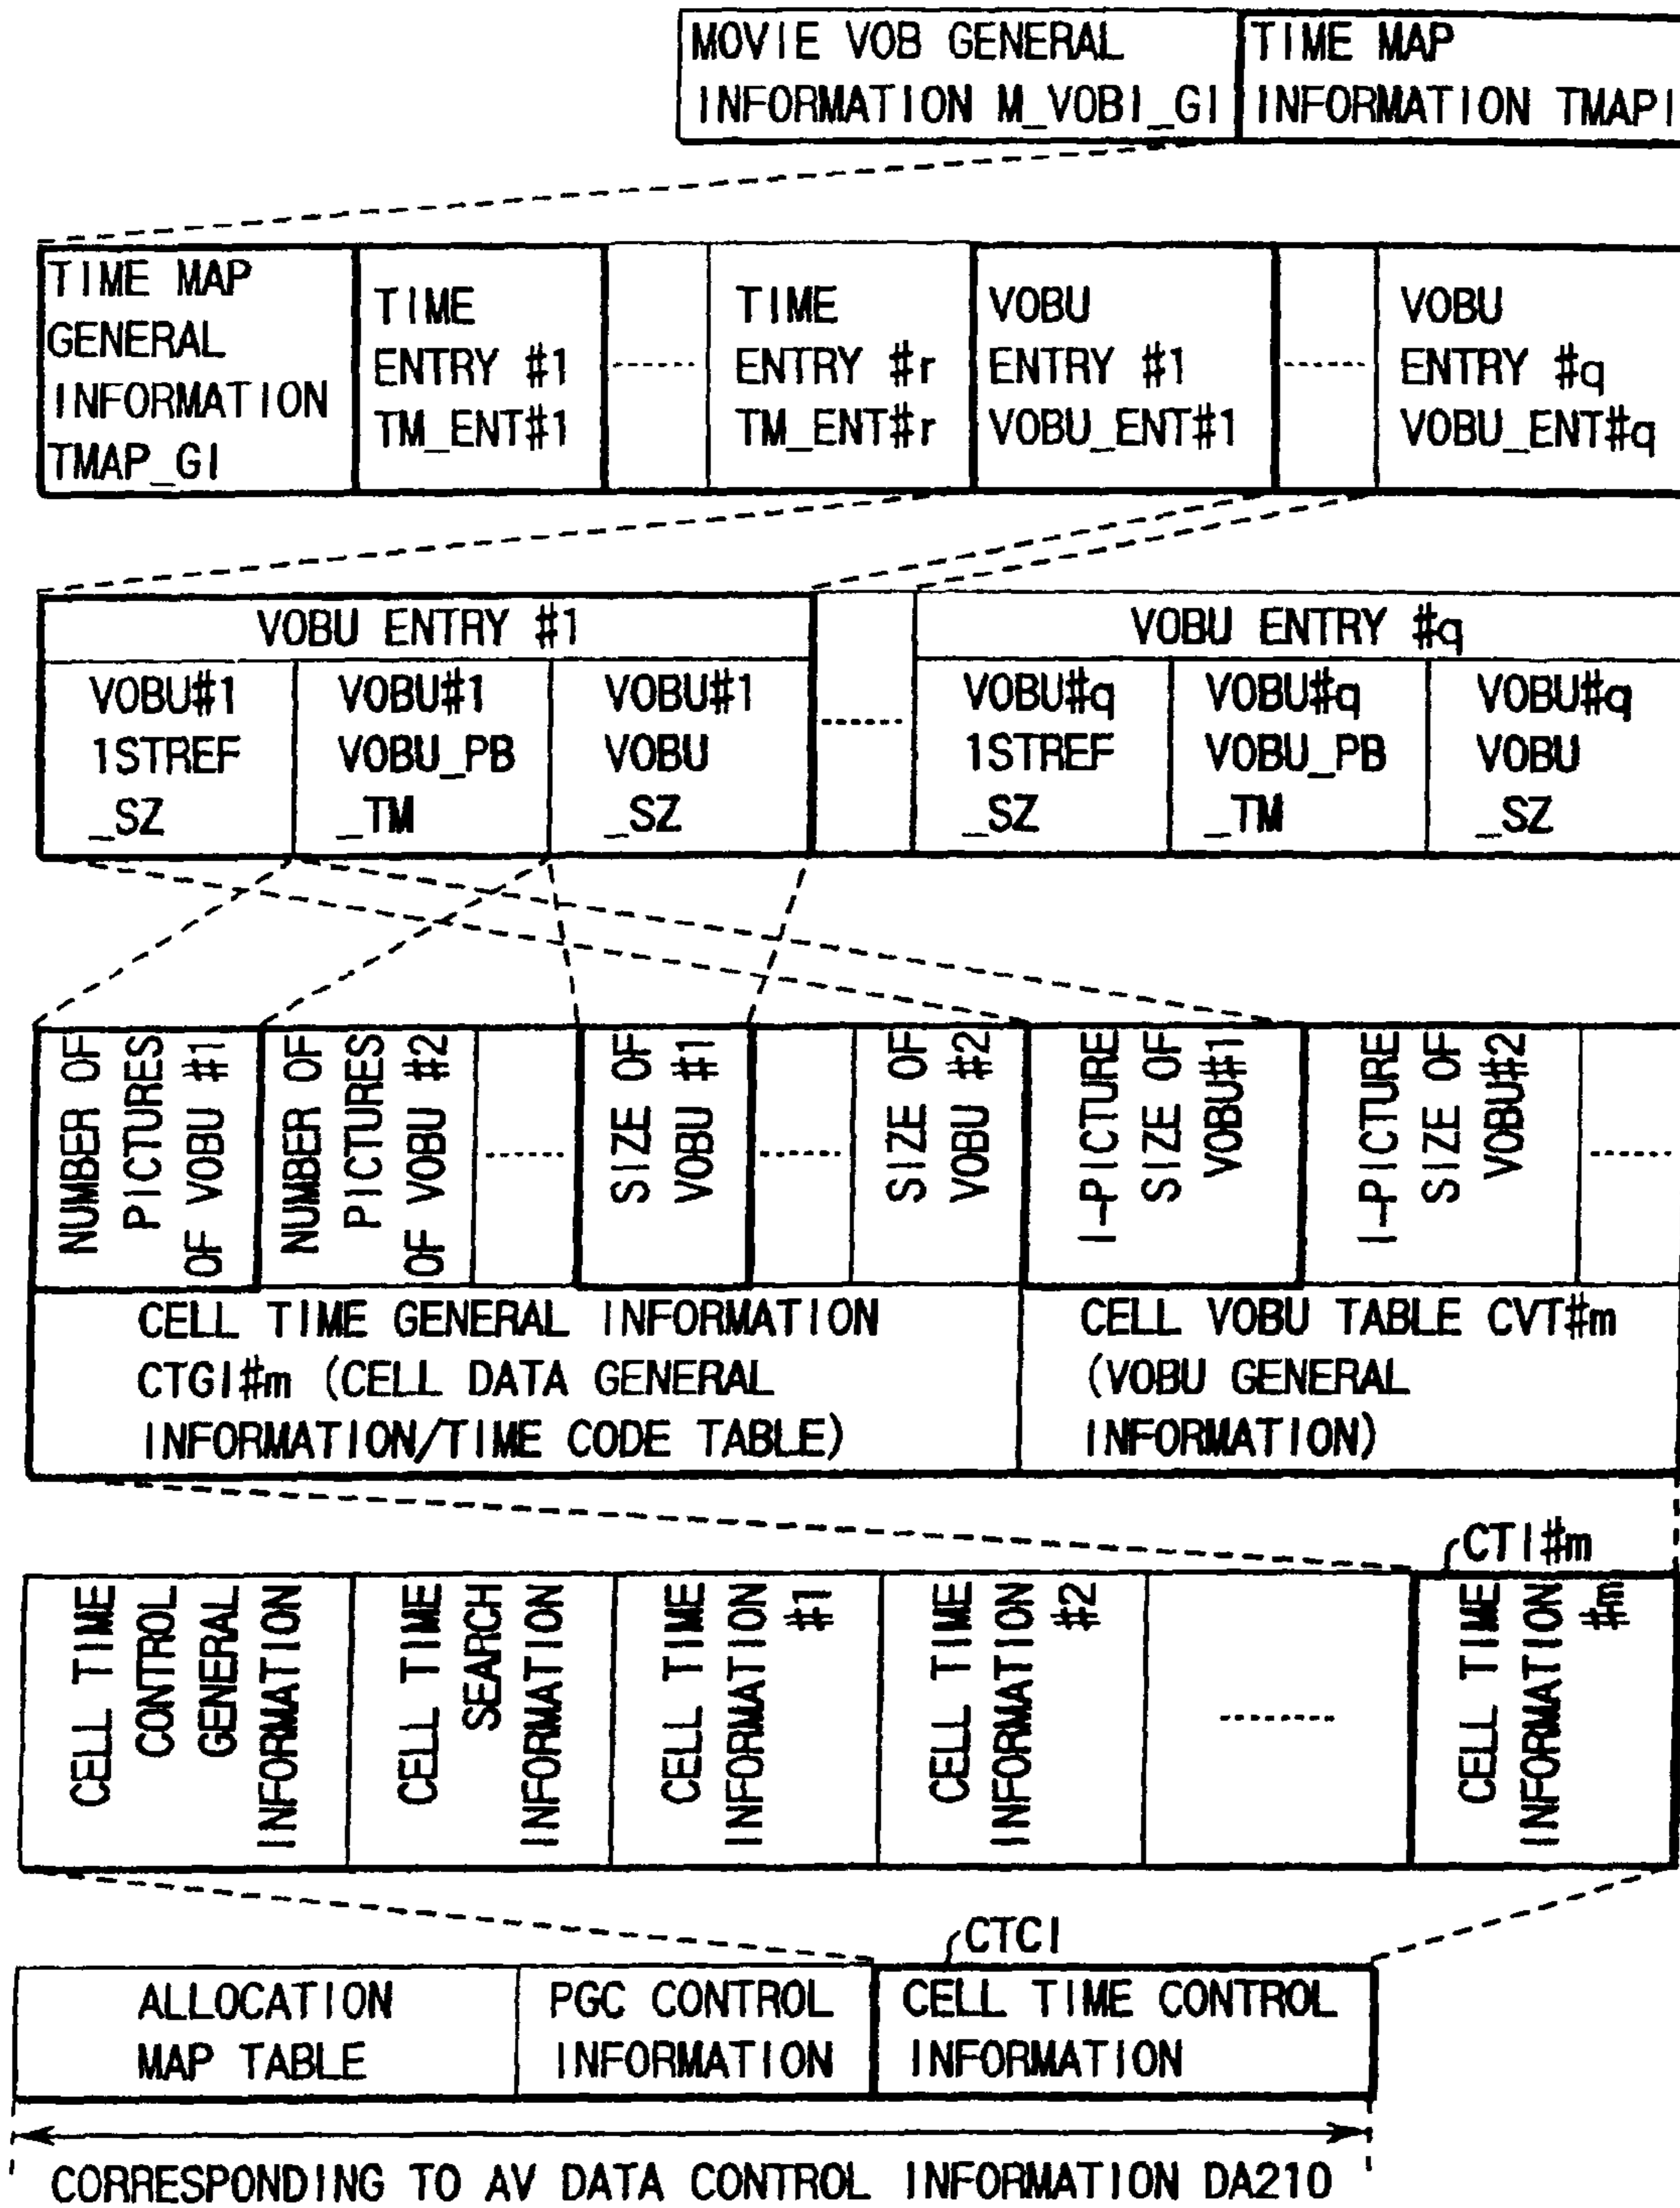 MOVIE VOB GENERAL
INFORMATION M_VOBI_GI
TIME MAP
INFORMATION TMAPI
TIME MAP
GENERAL
INFORMATION
TMAP_GI
TIME
ENTRY #1
TM_ENT#1
TIME
ENTRY #r
TM_ENT#r
VOBU
ENTRY #1
VOBU_ENT#1
VOBU
ENTRY #q
VOBU_ENT#q
VOBU ENTRY #1
VOBU ENTRY #q
VOBU#1
1STREF
_SZ
VOBU#1
VOBU_PB
_TM
VOBU#1
VOBU
_SZ
VOBU#q
1STREF
_SZ
VOBU#q
VOBU_PB
_TM
VOBU#q
VOBU
_SZ
NUMBER OF
PICTURES
OF VOBU #1
NUMBER OF
PICTURES
OF VOBU #2
SIZE OF
VOBU #1
SIZE OF
VOBU #2
I-PICTURE
SIZE OF
VOBU#1
I-PICTURE
SIZE OF
VOBU#2
CELL TIME GENERAL INFORMATION
CTGI#m (CELL DATA GENERAL
INFORMATION/TIME CODE TABLE)
CELL VOBU TABLE CVT#m
(VOBU GENERAL
INFORMATION)
CTI#m
CELL TIME
CONTROL
GENERAL
INFORMATION
CELL TIME
SEARCH
INFORMATION
CELL TIME
INFORMATION
#1
CELL TIME
INFORMATION
#2
CELL TIME
INFORMATION
#m
CTCI
ALLOCATION
MAP TABLE
PGC CONTROL
INFORMATION
CELL TIME CONTROL
INFORMATION
CORRESPONDING TO AV DATA CONTROL INFORMATION DA210